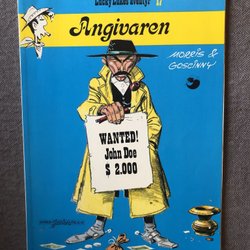 Lucky Lukes äventyr 17
Angivaren
MORRIS &
GOSCINNY
WANTED!
John Doe
$ 2.000